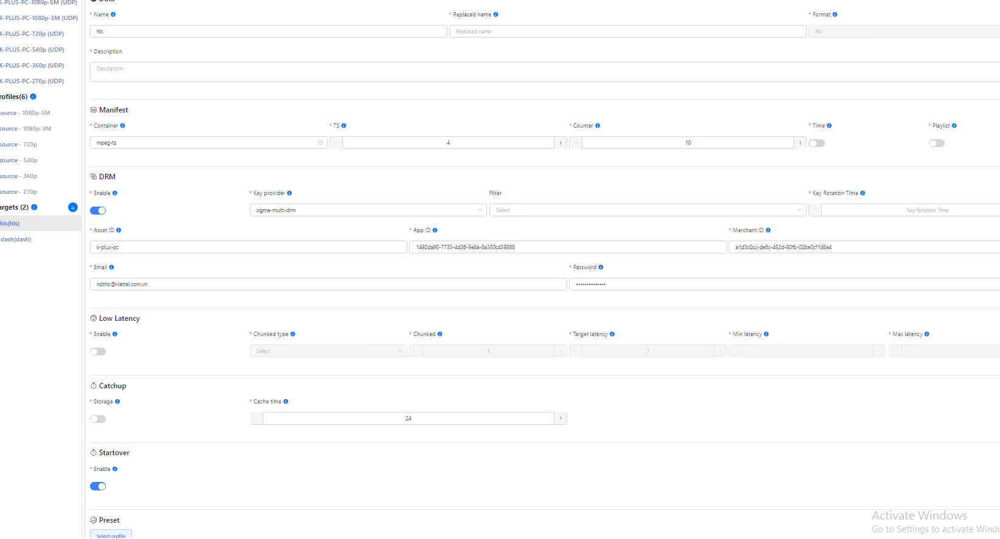 K-PLUS-PC-1080p-5M (UDP)
K-PLUS-PC-1080p-3M (UDP)
K-PLUS-PC-720p (UDP)
K-PLUS-PC-540p (UDP)
K-PLUS-PC-360p (UDP)
K-PLUS-PC-270p (UDP)
rofiles(6)
source - 1080p-5M
source - 1080p-3M
source - 720p
source - 540p
source - 360p
source - 270p
argets (2)
hls(hls)
dash(dash)
Data
* Name
* Replaced name
* Format
hls
Replaced name
hls
* Description
Description
Manifest
* Container
* TS
* Counter
* Time
* Playlist
mpeg-ts
4
10
DRM
* Enable
* Key provider
Filter
* Key Rotation Time
sigma-multi-drm
Select
Key Rotation Time
* Asset ID
* App ID
* Merchant ID
k-plus-pc
1492da95-7733-4d36-9e8a-8a350c439885
a1d3c0cc-de6c-452d-80fb-02be0cf1d8e4
* Email
* Password
ndtho@viettel.com.vn
••••••••••••••
Low Latency
* Enable
* Chunked type
* Chunked
* Target latency
* Min latency
* Max latency
Select
1
3
Catchup
* Storage
* Cache time
24
Startover
* Enable
Preset
Select profile
Activate Windows
Go to Settings to activate Windo